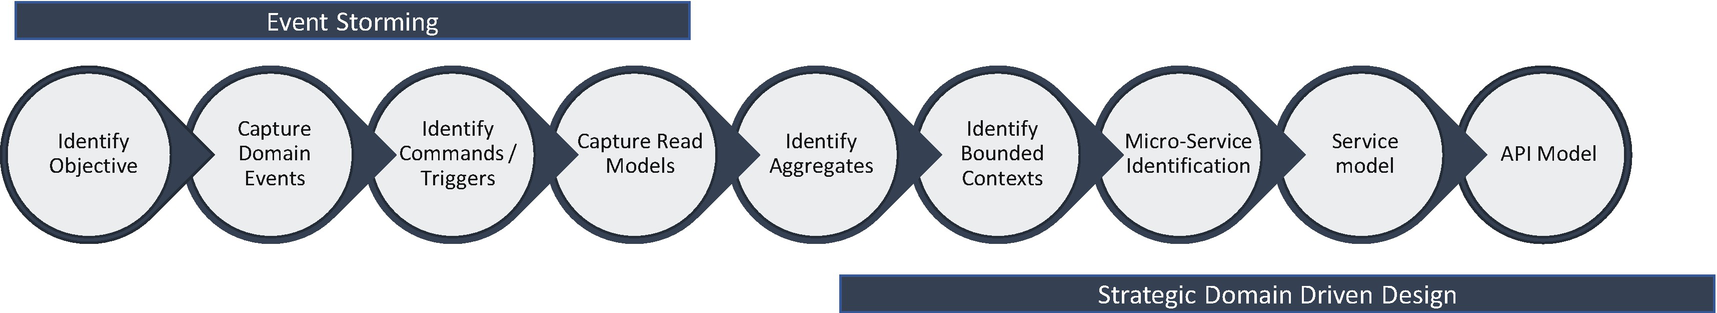 Event Storming
Identify
Objective
Capture
Domain
Events
Identify
Commands /
Triggers
Capture Read
Models
Identify
Aggregates
Identify
Bounded
Contexts
Micro-Service
Identification
Service
model
API Model
Strategic Domain Driven Design